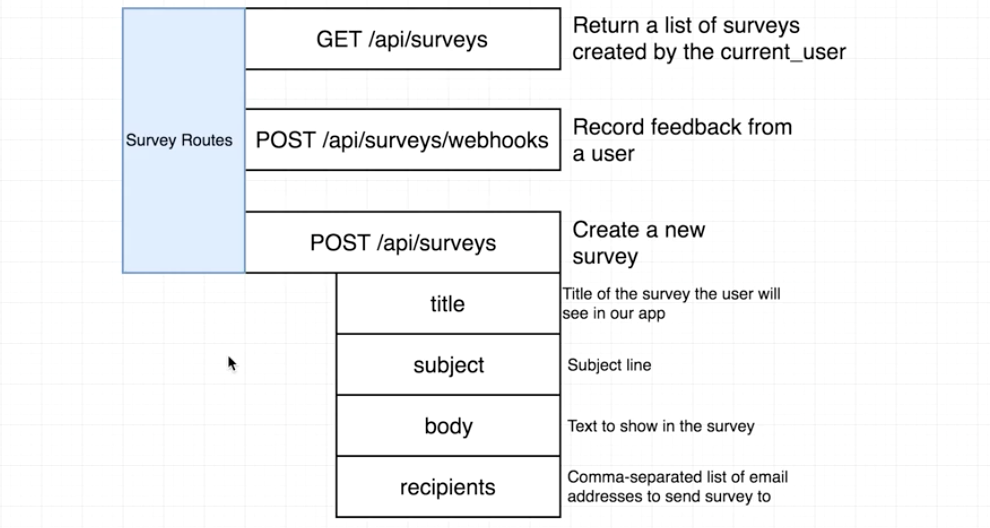 GET /api/surveys
Return a list of surveys
created by the current_user
Survey Routes
POST /api/surveys/webhooks
Record feedback from
a user
POST /api/surveys
Create a new
survey
title
Title of the survey the user will
see in our app
subject
Subject line
body
Text to show in the survey
recipients
Comma-separated list of email
addresses to send survey to